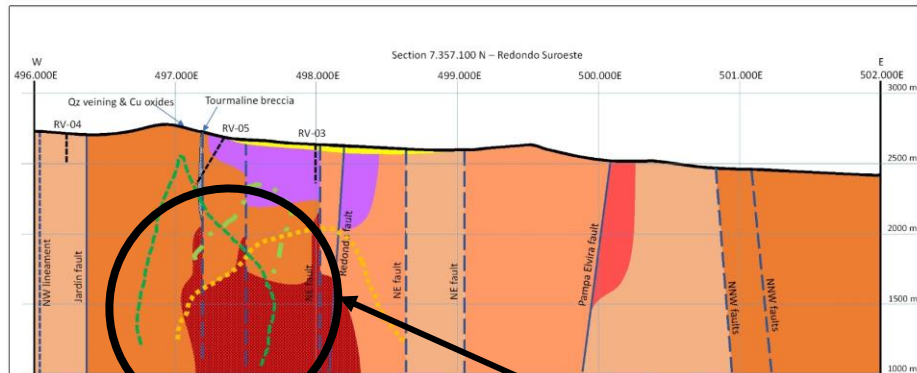 Section 7.357.100 N – Redondo Suroeste
W
E
496.000E
497.000E
498.000E
499.000E
500.000E
501.000E
502.000E
3000 m
Qz veining & Cu oxides
Tourmaline breccia
RV-04
RV-05
RV-03
2500 m
2000 m
NW lineament
Jardin fault
NE fault
Redondo fault
NE fault
NE fault
Pampa Elvira fault
NNW faults
NNW faults
1500 m
1000 m